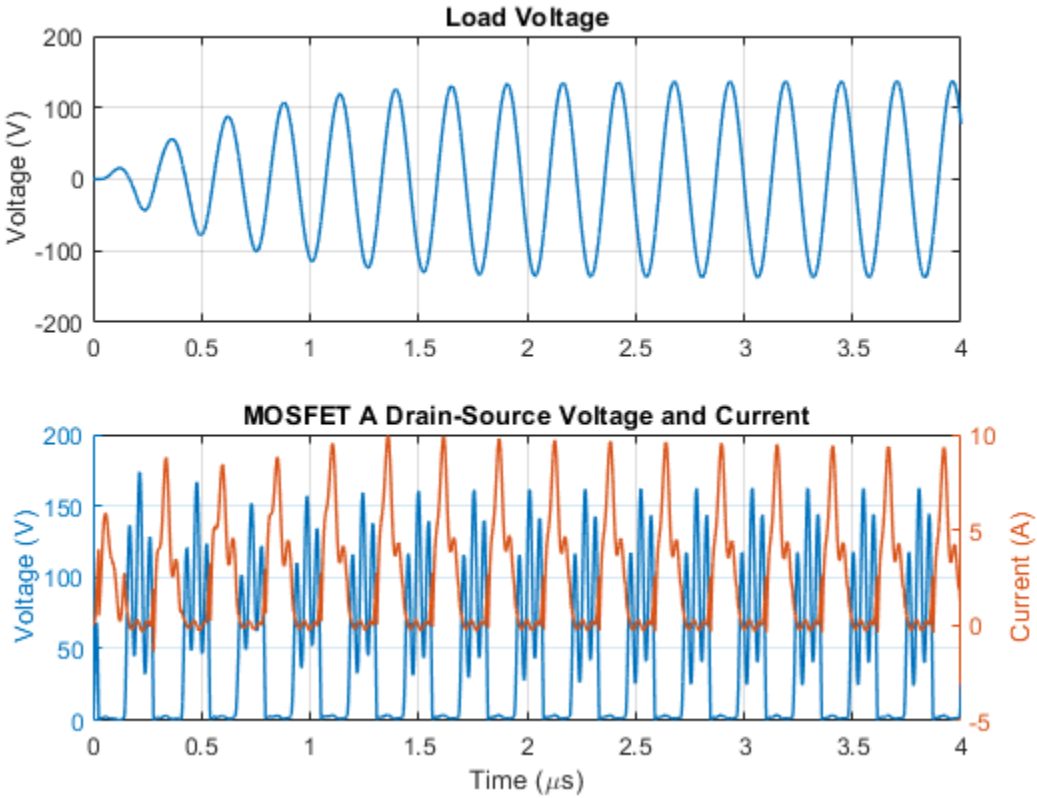 Load Voltage
200
100
0
-100
-200
Voltage (V)
0 0.5 1 1.5 2 2.5 3 3.5 4
MOSFET A Drain-Source Voltage and Current
200
150
100
50
0
Voltage (V)
10
5
0
-5
Current (A)
0 0.5 1 1.5 2 2.5 3 3.5 4
Time (μs)